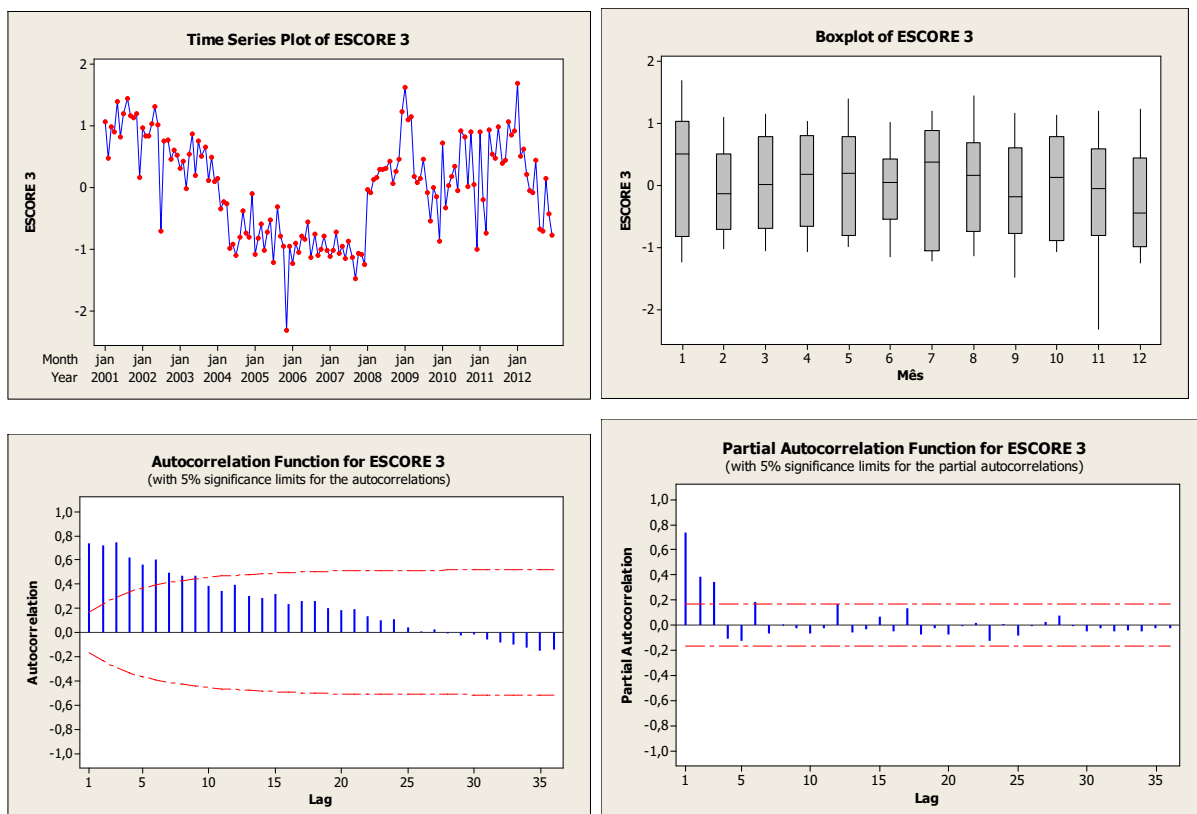 Time Series Plot of ESCORE 3
2
1
0
-1
-2
ESCORE 3
Month jan jan jan jan jan jan jan jan jan jan jan jan
Year 2001 2002 2003 2004 2005 2006 2007 2008 2009 2010 2011 2012
Boxplot of ESCORE 3
2
1
0
-1
-2
ESCORE 3
1 2 3 4 5 6 7 8 9 10 11 12
Mês
Autocorrelation Function for ESCORE 3
(with 5% significance limits for the autocorrelations)
1,0
0,8
0,6
0,4
0,2
0,0
-0,2
-0,4
-0,6
-0,8
-1,0
Autocorrelation
1 5 10 15 20 25 30 35
Lag
Partial Autocorrelation Function for ESCORE 3
(with 5% significance limits for the partial autocorrelations)
1,0
0,8
0,6
0,4
0,2
0,0
-0,2
-0,4
-0,6
-0,8
-1,0
Partial Autocorrelation
1 5 10 15 20 25 30 35
Lag